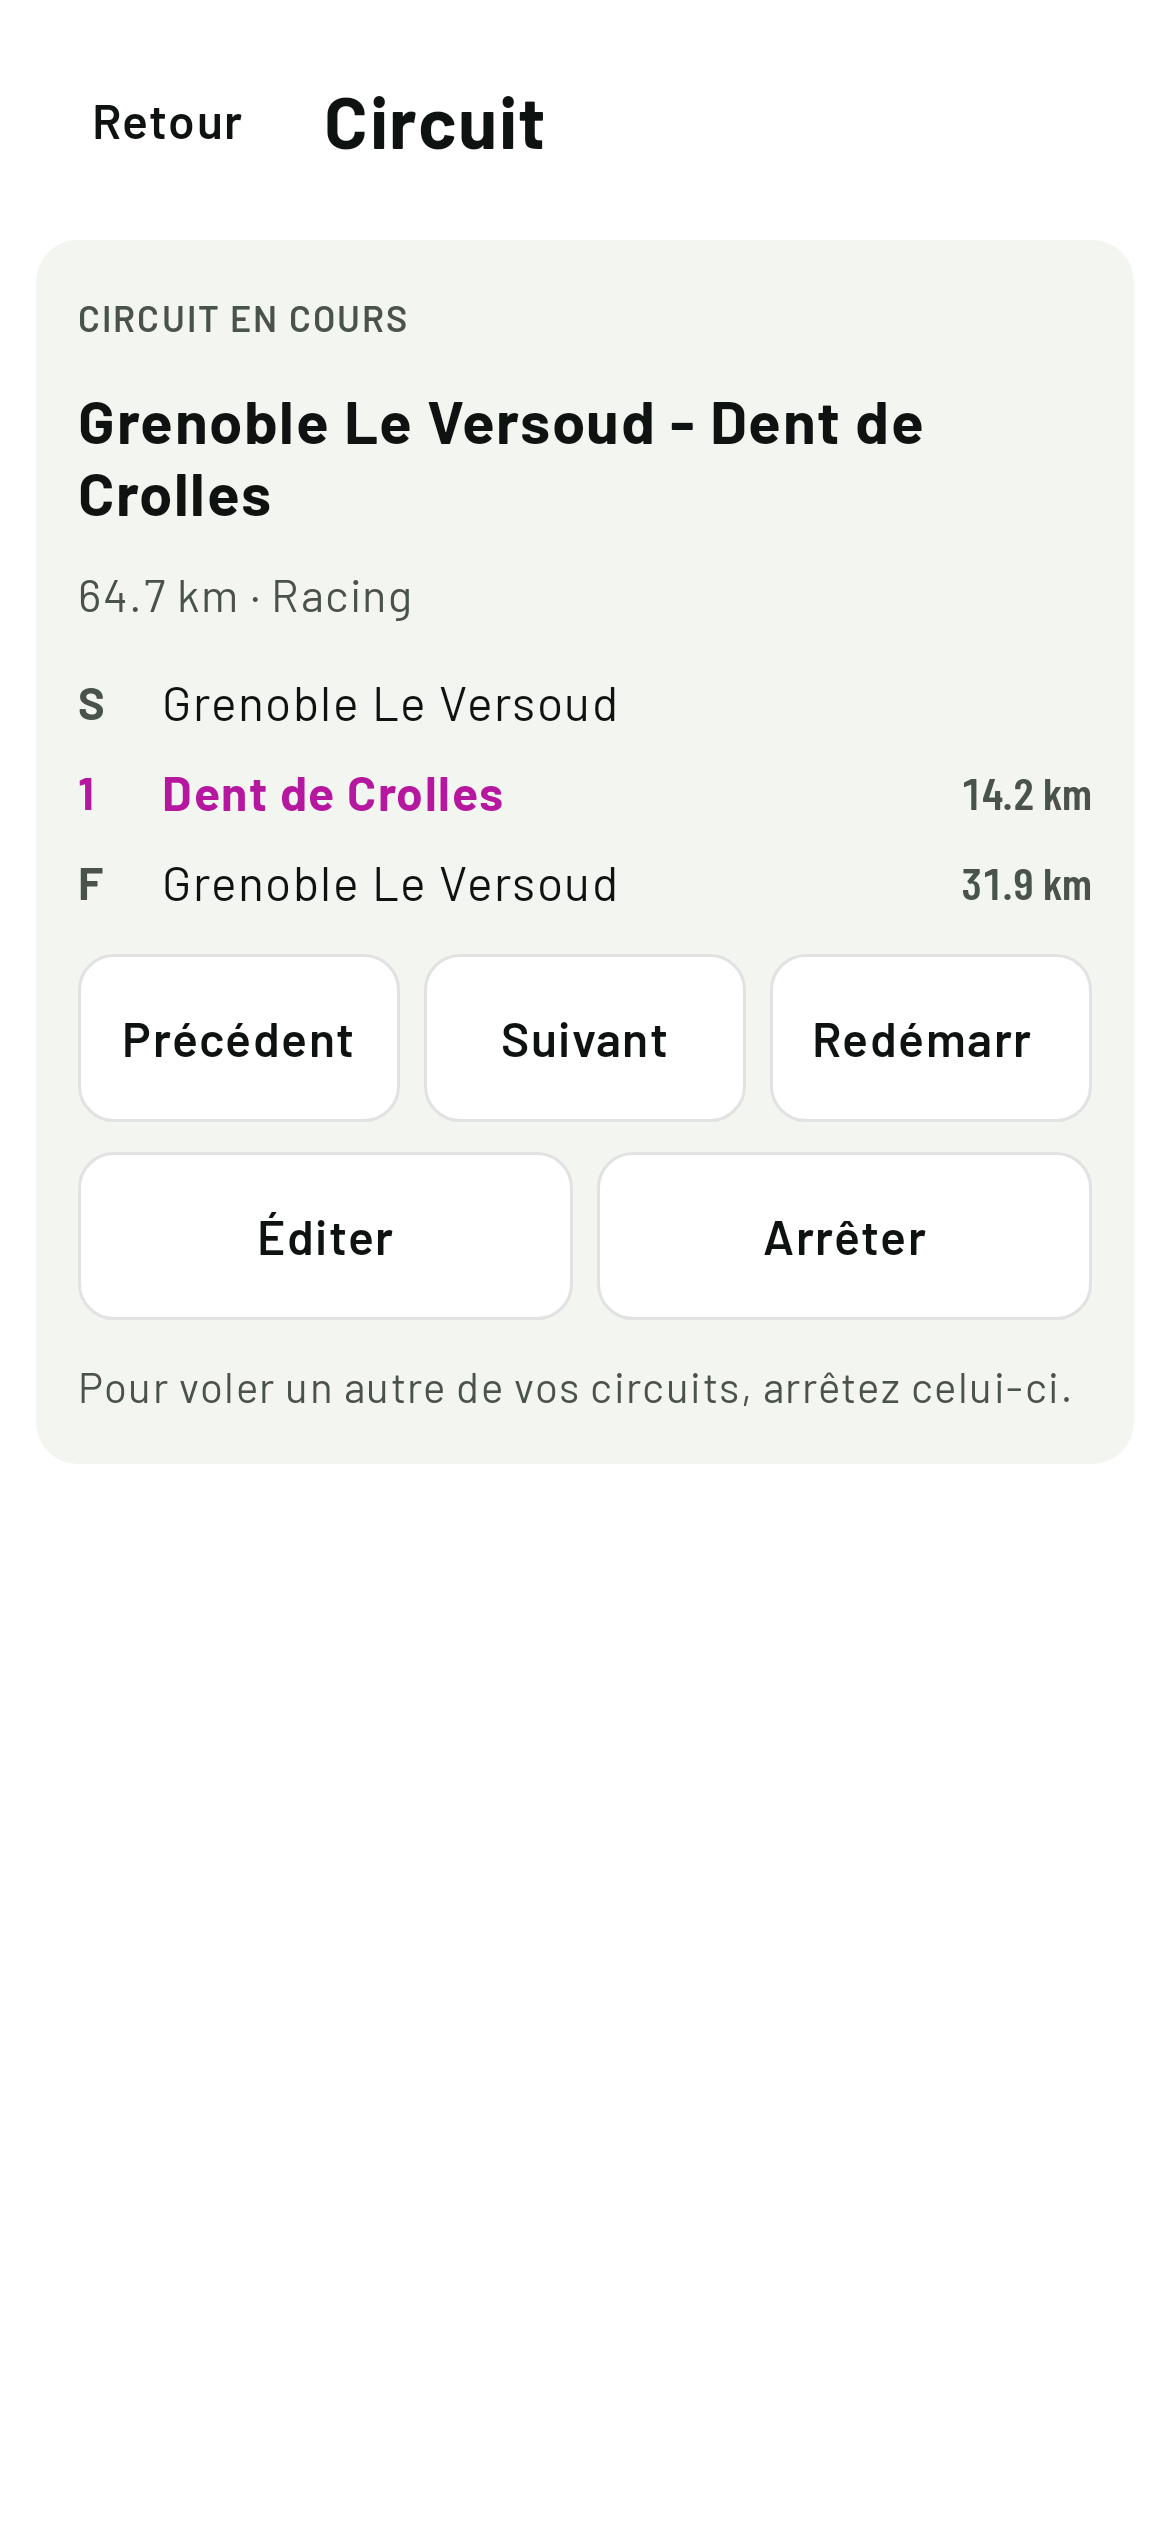 Retour
Circuit
CIRCUIT EN COURS
Grenoble Le Versoud - Dent de
Crolles
64.7 km · Racing
S Grenoble Le Versoud
1 Dent de Crolles 14.2 km
F Grenoble Le Versoud 31.9 km
Précédent Suivant Redémarr
Éditer Arrêter
Pour voler un autre de vos circuits, arrêtez celui-ci.